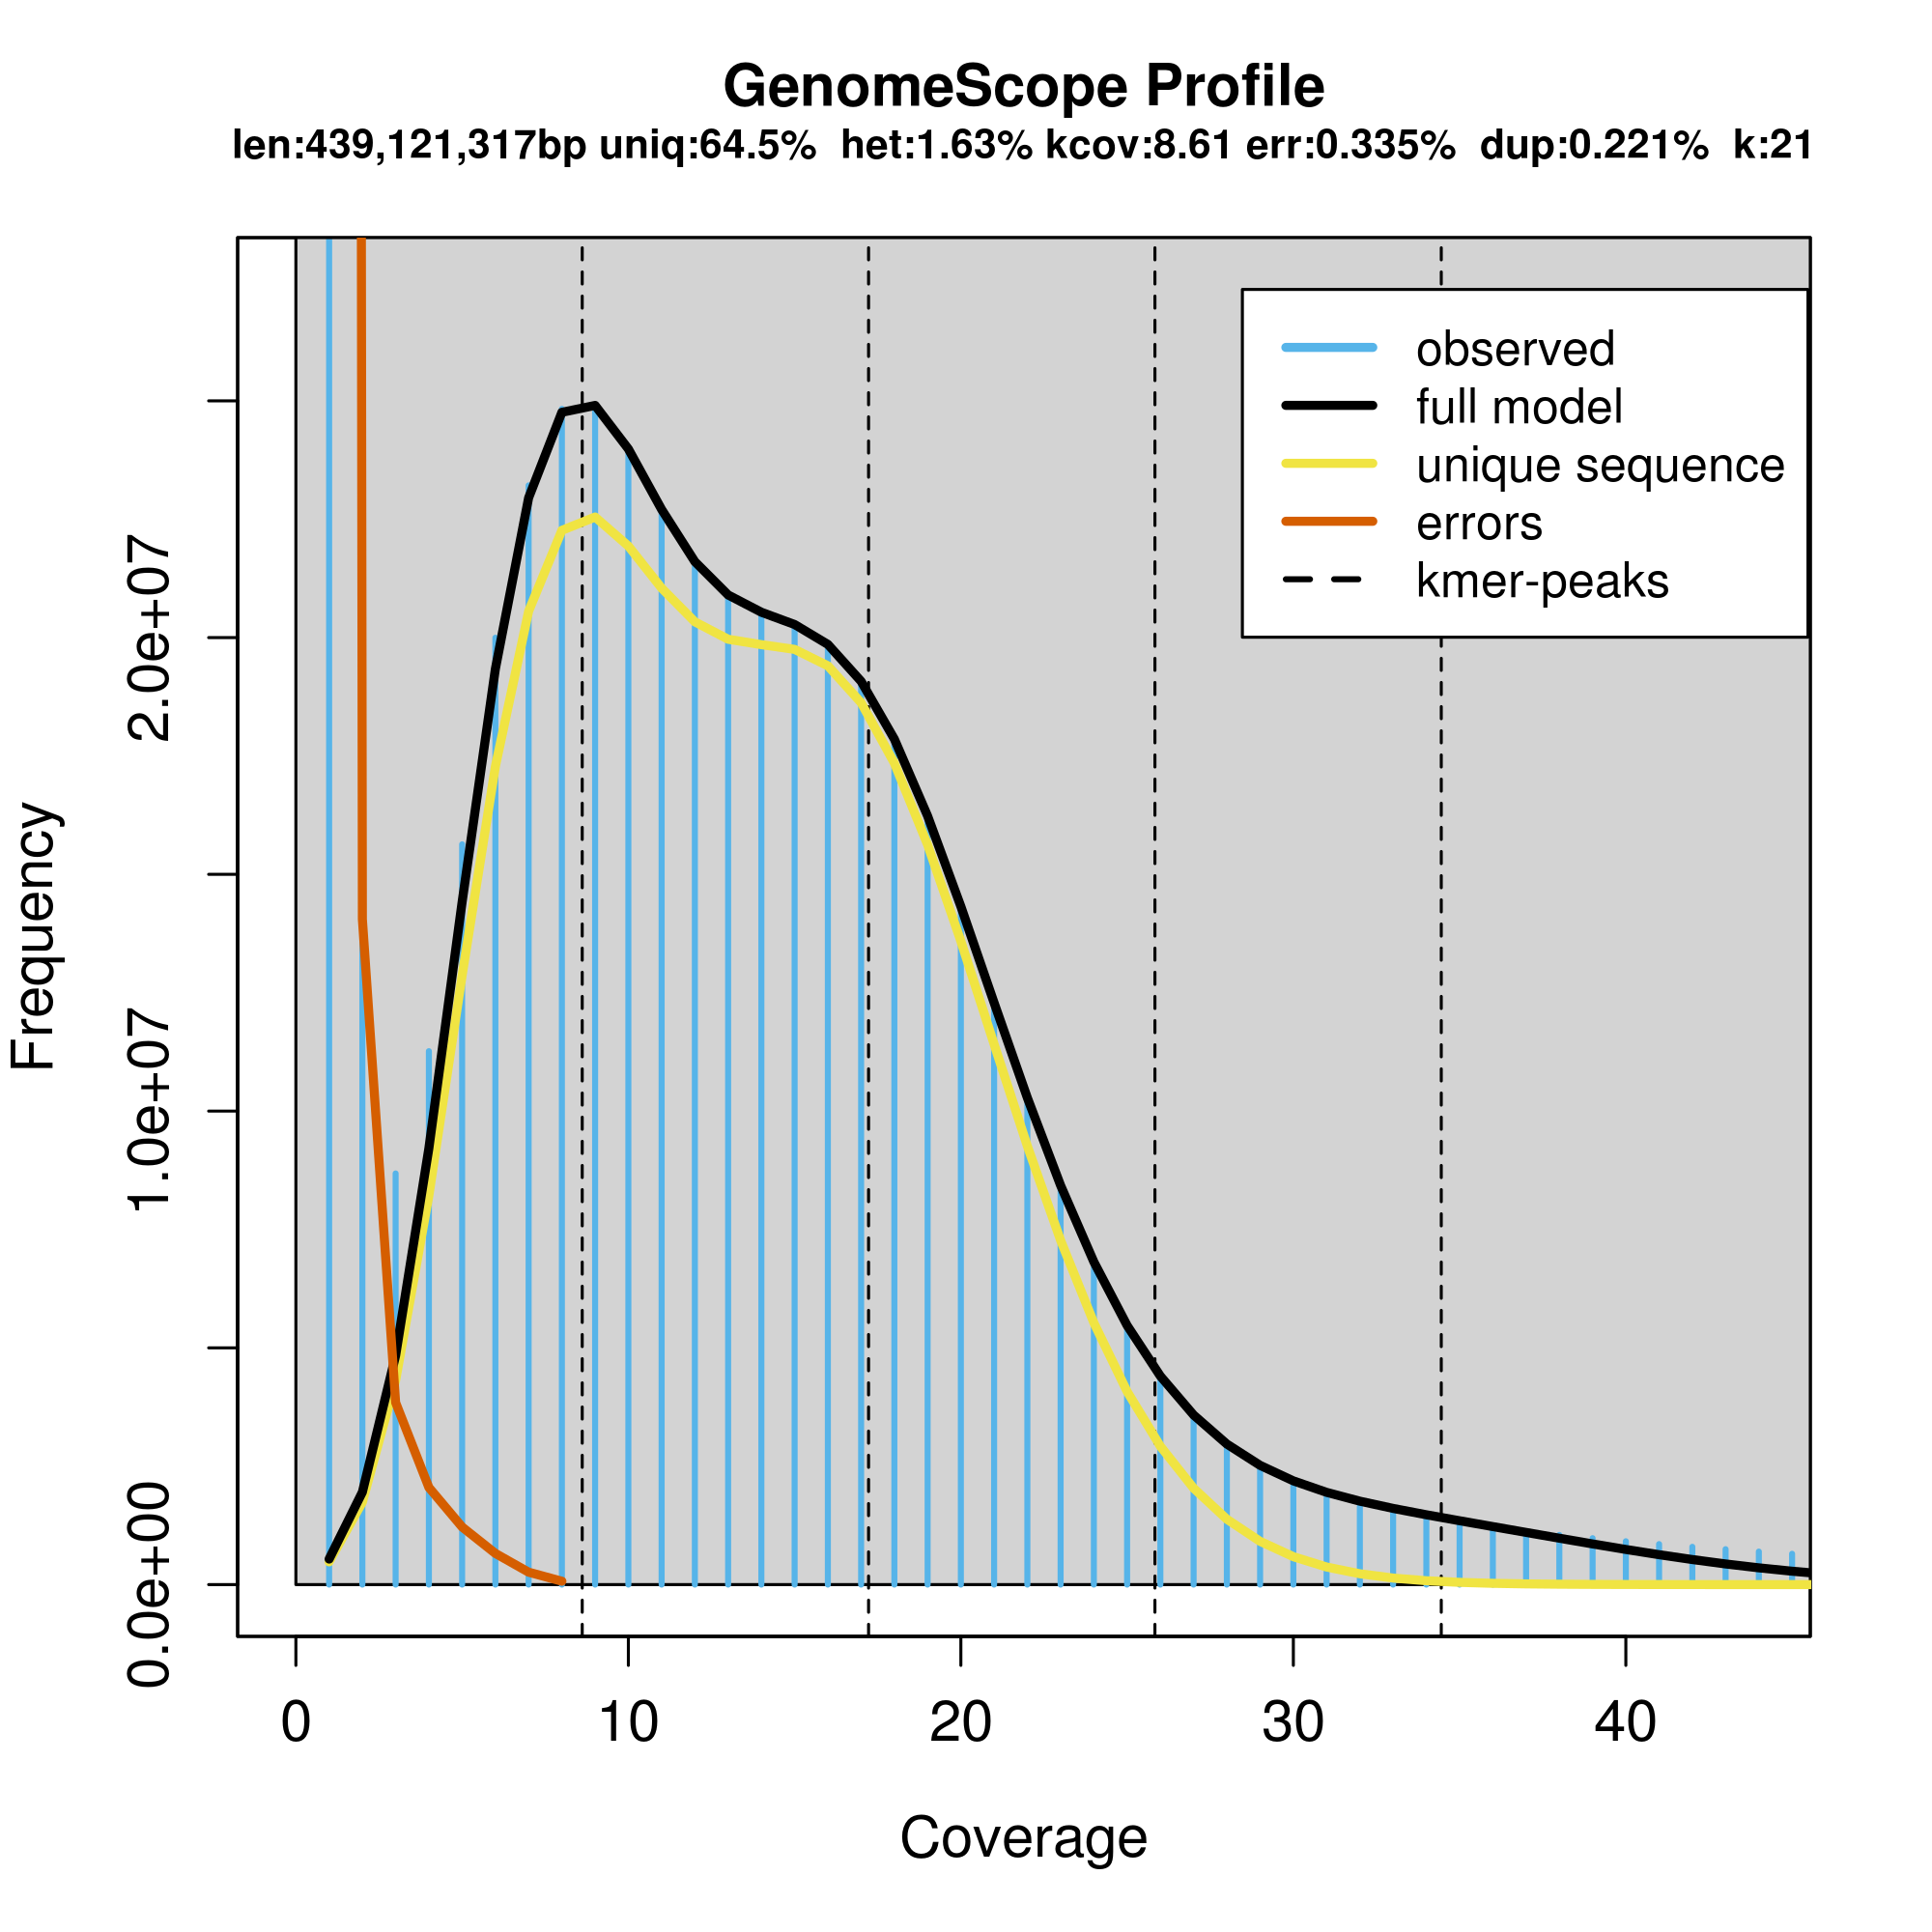 GenomeScope Profile
len:439,121,317bp uniq:64.5% het:1.63% kcov:8.61 err:0.335% dup:0.221% k:21
observed
full model
unique sequence
errors
kmer-peaks
Frequency
2.0e+07
1.0e+07
0.0e+00
0 10 20 30 40
Coverage